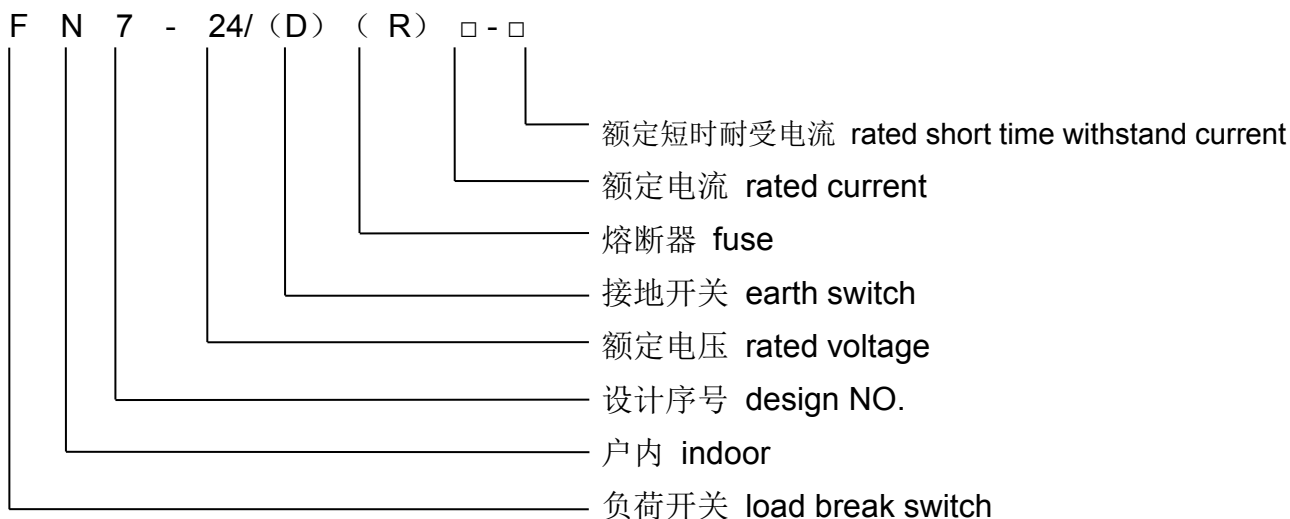 F N 7 - 24/（D）（ R） □ - □
额定短时耐受电流 rated short time withstand current
额定电流 rated current
熔断器 fuse
接地开关 earth switch
额定电压 rated voltage
设计序号 design NO.
户内 indoor
负荷开关 load break switch